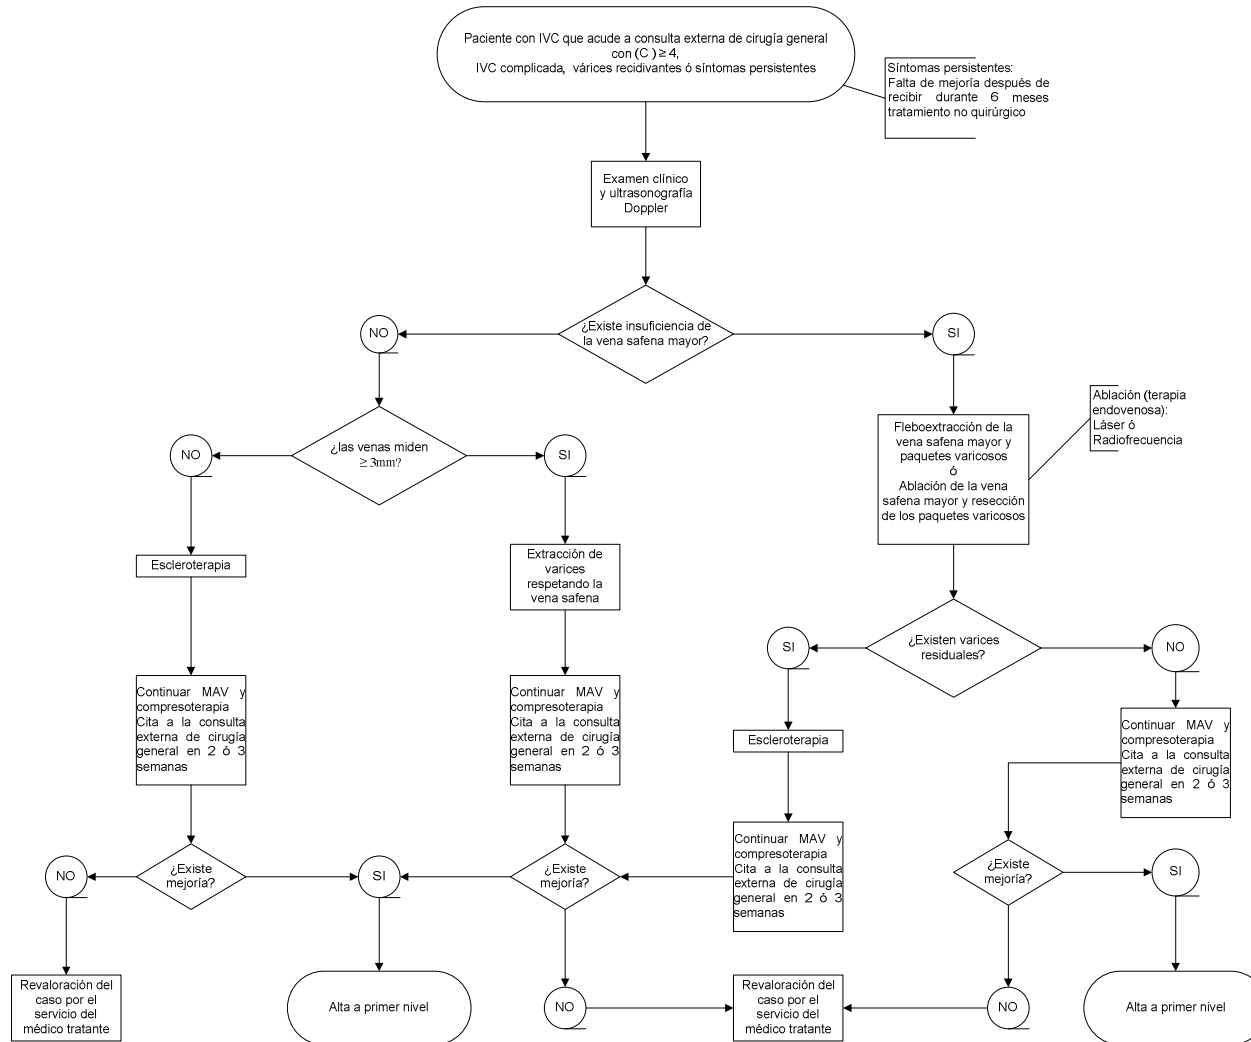 Paciente con IVC que acude a consulta externa de cirugía general
con (C) ≥ 4,
IVC complicada, várices recidivantes ó síntomas persistentes
Síntomas persistentes:
Falta de mejoría después de
recibir durante 6 meses
tratamiento no quirúrgico
Examen clínico
y ultrasonografía
Doppler
¿Existe insuficiencia de
la vena safena mayor?
NO
SI
¿las venas miden
≥ 3mm?
NO
SI
Fleboextracción de la
vena safena mayor y
paquetes varicosos
ó
Ablación de la vena
safena mayor y resección
de los paquetes varicosos
Ablación (terapia
endovenosa):
Láser ó
Radiofrecuencia
Escleroterapia
Extracción de
varices
respetando la
vena safena
¿Existen varices
residuales?
SI
NO
Continuar MAV y
compresoterapia
Cita a la consulta
externa de cirugía
general en 2 ó 3
semanas
Continuar MAV y
compresoterapia
Cita a la consulta
externa de cirugía
general en 2 ó 3
semanas
Escleroterapia
Continuar MAV y
compresoterapia
Cita a la consulta
externa de cirugía
general en 2 ó 3
semanas
Continuar MAV y
compresoterapia
Cita a la consulta
externa de cirugía
general en 2 ó 3
semanas
NO
¿Existe
mejoría?
SI
¿Existe
mejoría?
¿Existe
mejoría?
SI
Revaloración del
caso por el
servicio del
médico tratante
Alta a primer nivel
NO
Revaloración del
caso por el
servicio del
médico tratante
NO
Alta a primer nivel